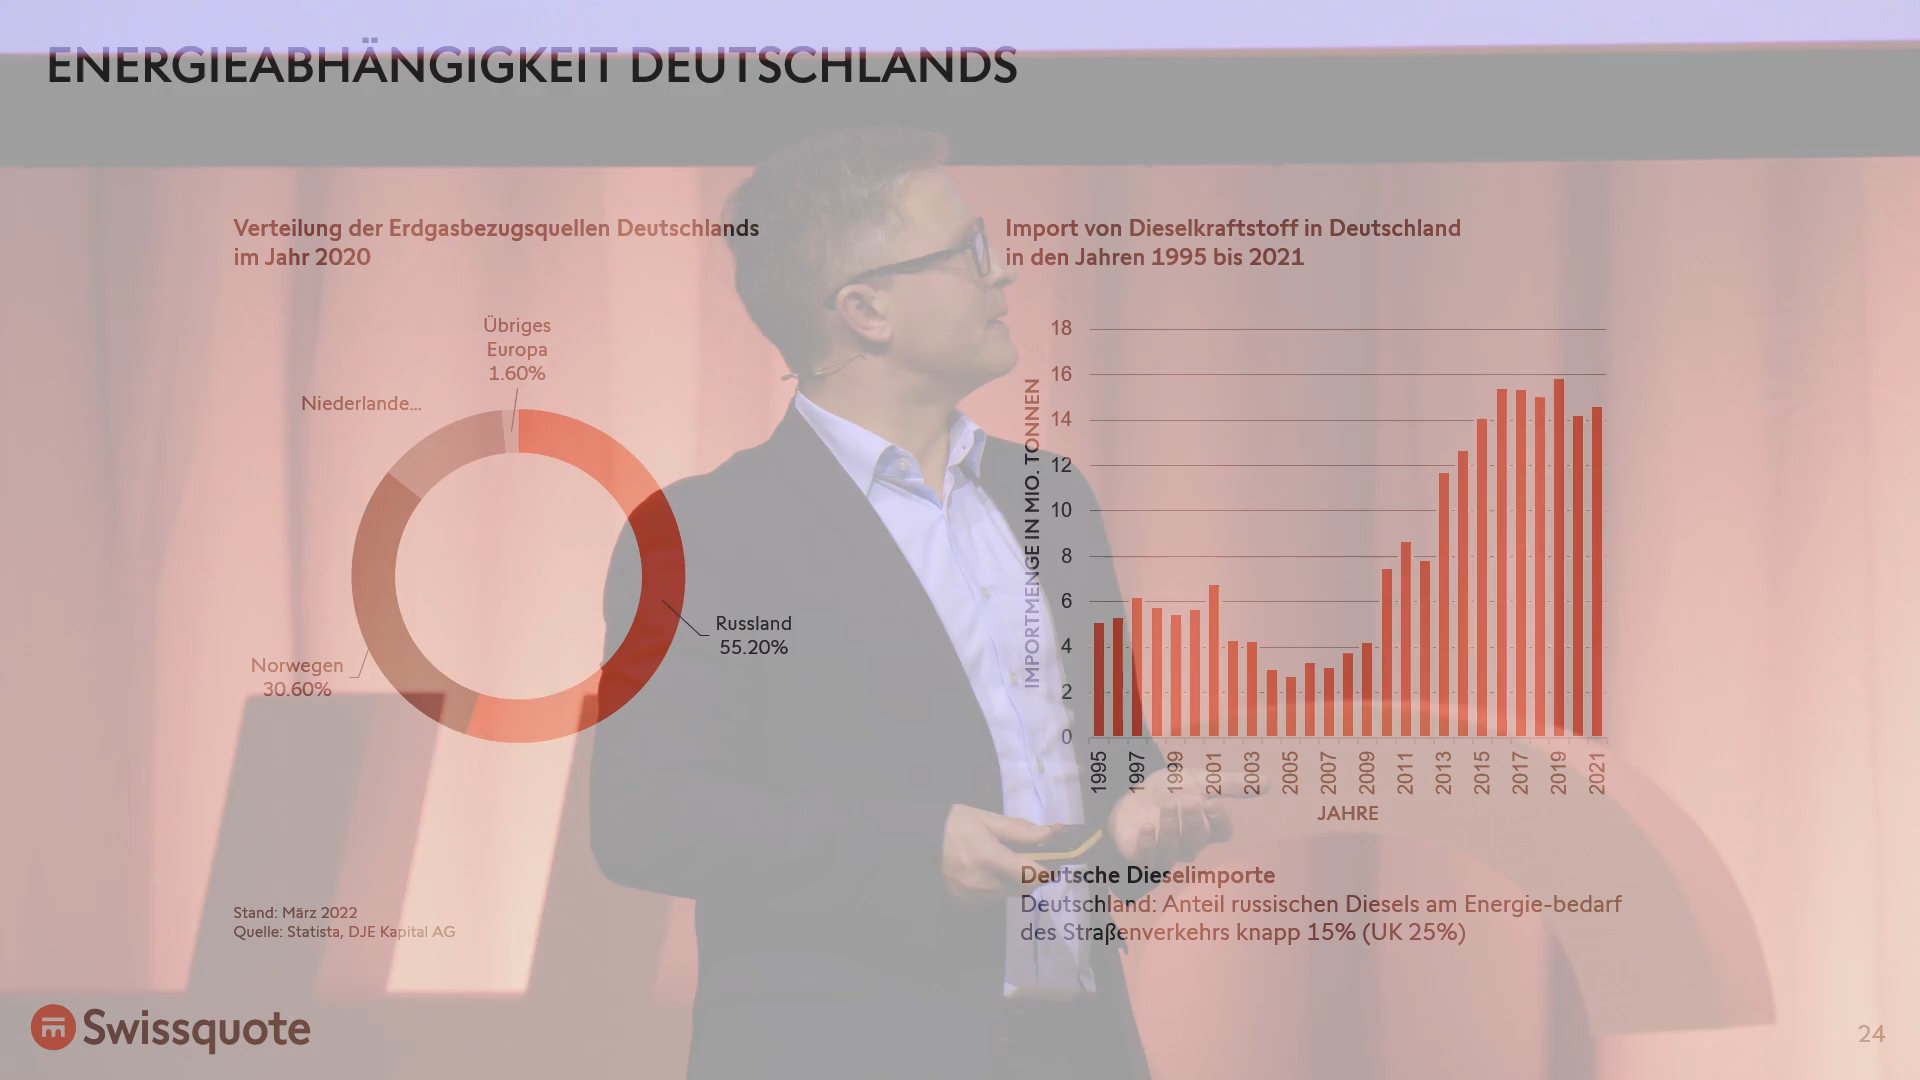 ENERGIEABHÄNGIGKEIT DEUTSCHLANDS
Verteilung der Erdgasbezugsquellen Deutschlands
im Jahr 2020
Übriges
Europa
1.60%
Niederlande...
Russland
55.20%
Norwegen
30.60%
Stand: März 2022
Quelle: Statista, DJE Kapital AG
Import von Dieselkraftstoff in Deutschland
in den Jahren 1995 bis 2021
IMPORTMENGE IN MIO. TONNEN
18
16
14
12
10
8
6
4
2
0
1995 1997 1999 2001 2003 2005 2007 2009 2011 2013 2015 2017 2019 2021
JAHRE
Deutsche Dieselimporte
Deutschland: Anteil russischen Diesels am Energie-bedarf
des Straßenverkehrs knapp 15% (UK 25%)
Swissquote
24